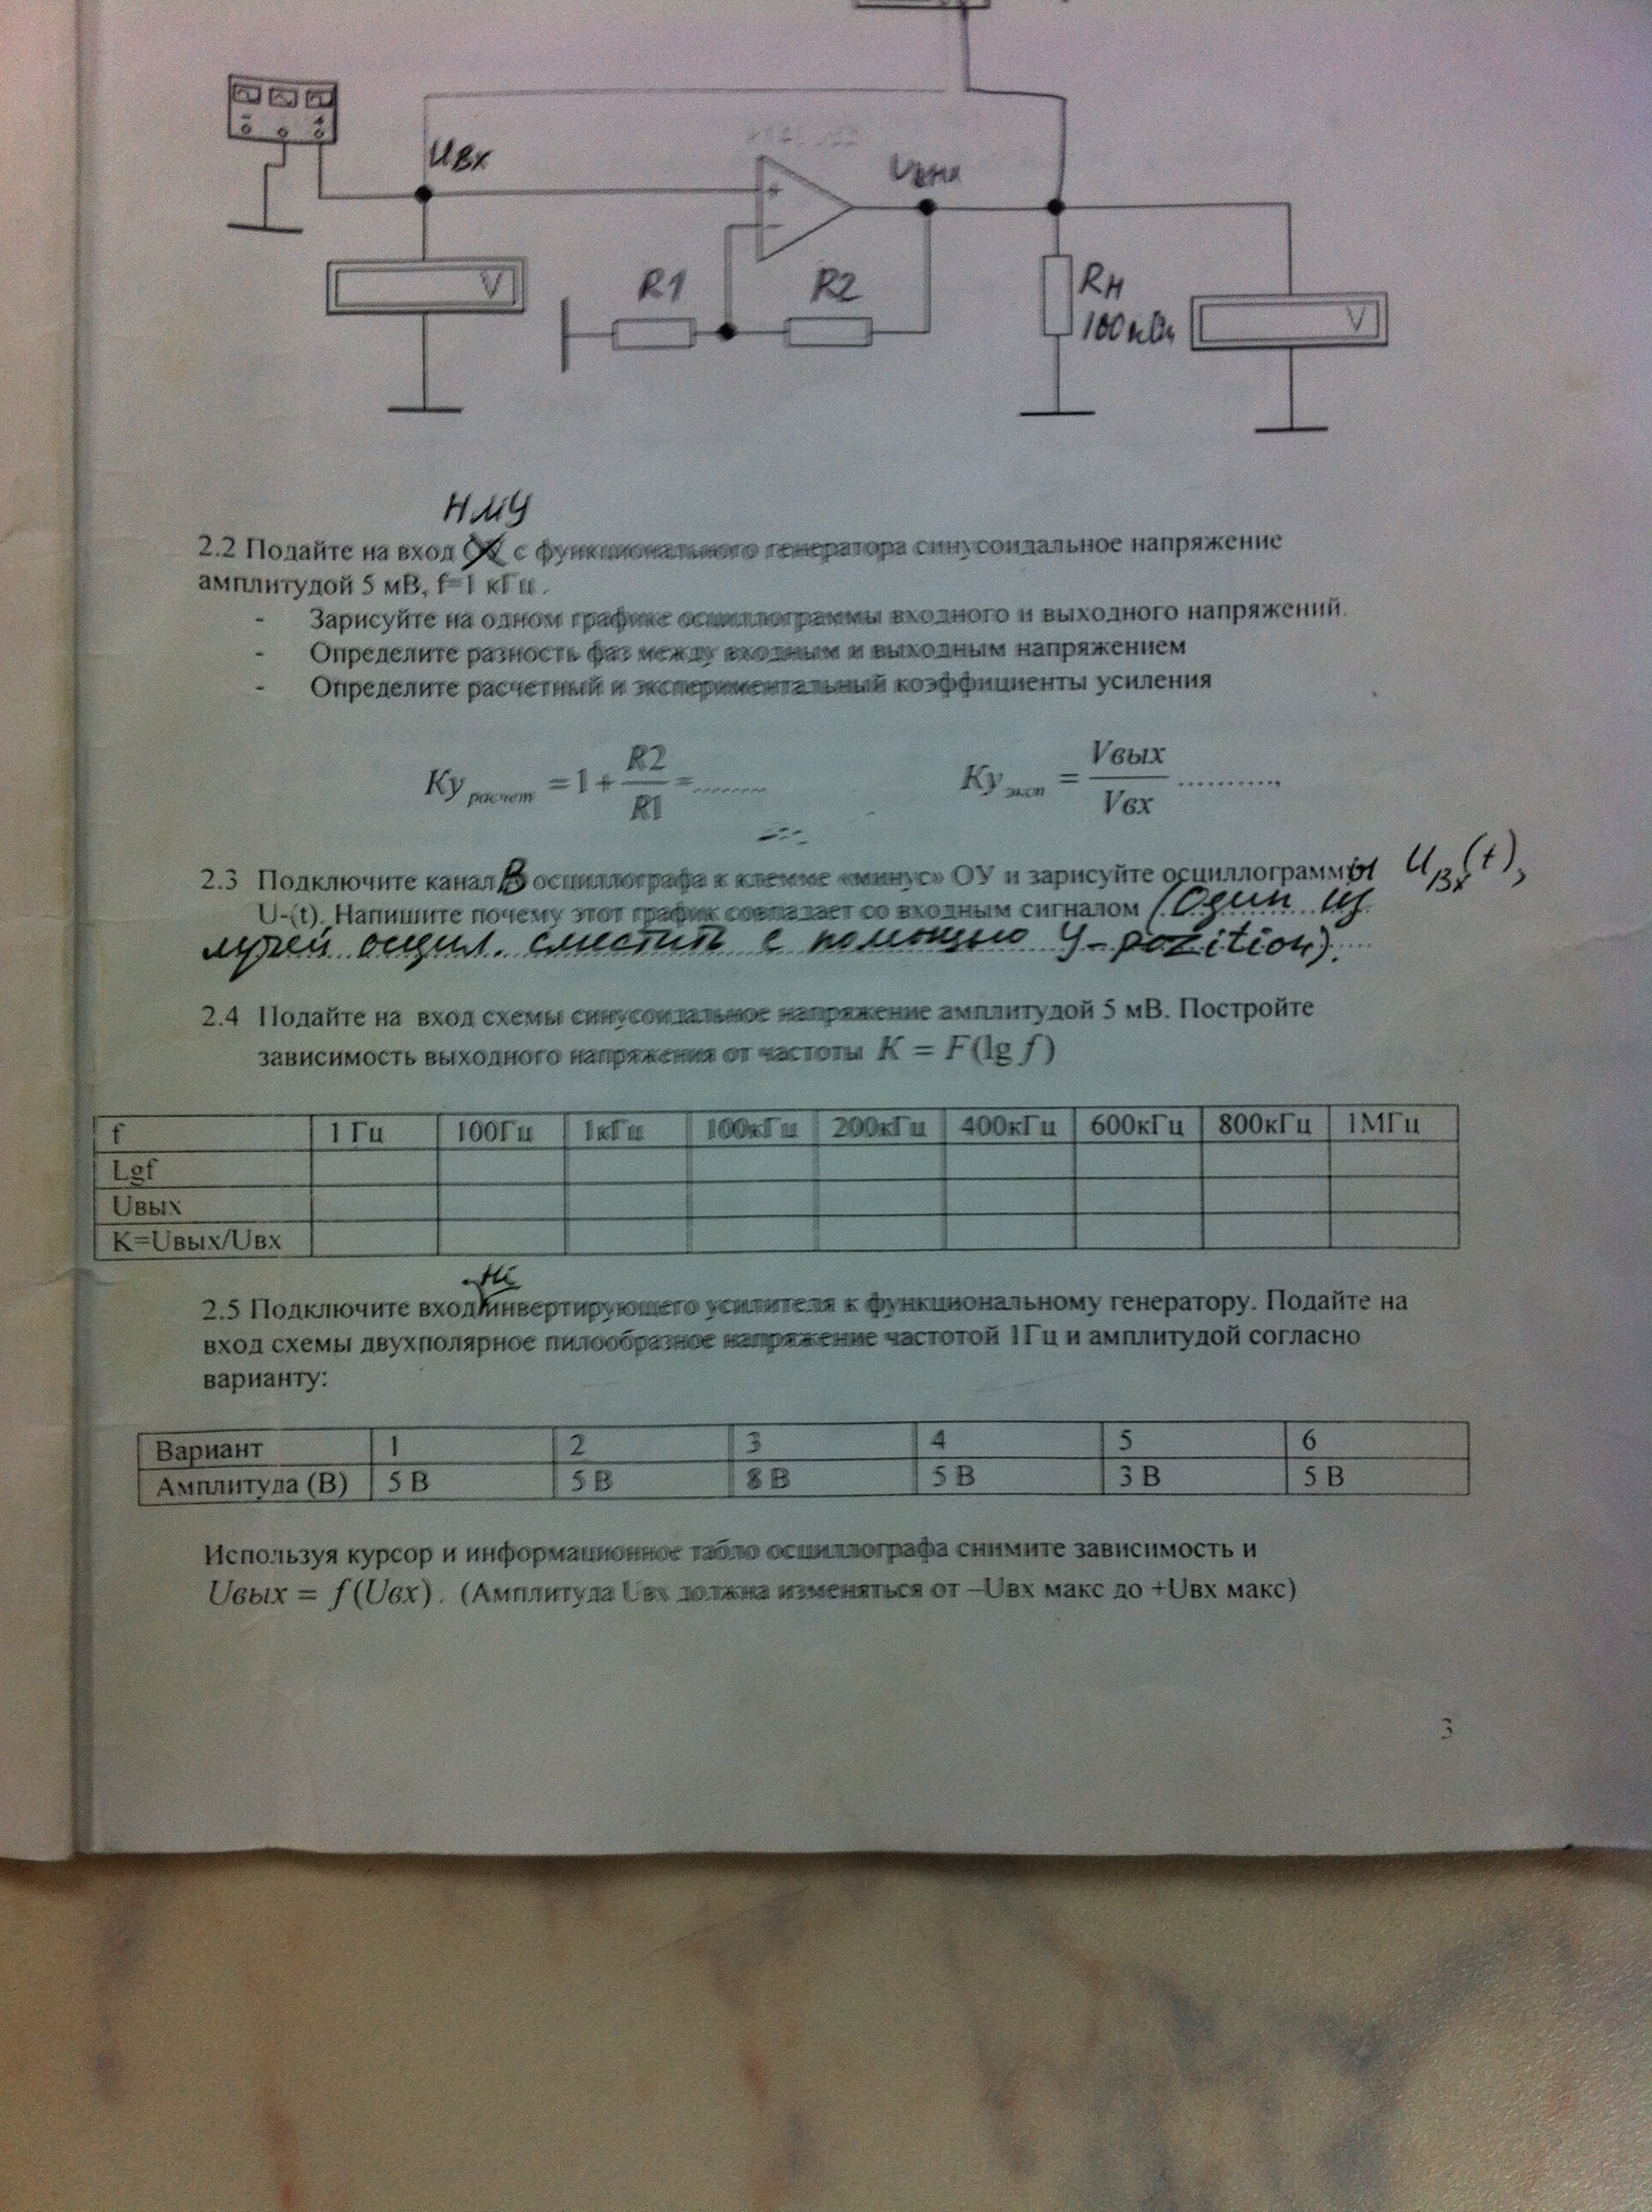 Uвх
Uвых
V
R1
R2
Rн
100кОм
V
НМУ
2.2 Подайте на вход с функционального генератора синусоидальное напряжение
амплитудой 5 мВ, f=1 кГц.
- Зарисуйте на одном графике осциллограммы входного и выходного напряжений.
- Определите разность фаз между входным и выходным напряжением
- Определите расчетный и экспериментальный коэффициенты усиления
Ку расчет = 1 + R2/R1 = ........ Ку эксп = Vвых/Vвх ..........,
2.3 Подключите канал В осциллографа к клемме «минус» ОУ и зарисуйте осциллограммы Uвх(t),
U-(t). Напишите почему этот график совпадает со входным сигналом (Один из
лучей осцил. сместить с помощью Y-pozition).
2.4 Подайте на вход схемы синусоидальное напряжение амплитудой 5 мВ. Постройте
зависимость выходного напряжения от частоты K = F(lg f)
f 1 Гц 100Гц 1кГц 100кГц 200кГц 400кГц 600кГц 800кГц 1МГц
Lgf
Uвых
K=Uвых/Uвх
не
2.5 Подключите вход инвертирующего усилителя к функциональному генератору. Подайте на
вход схемы двухполярное пилообразное напряжение частотой 1Гц и амплитудой согласно
варианту:
Вариант 1 2 3 4 5 6
Амплитуда (В) 5 В 5 В 8 В 5 В 3 В 5 В
Используя курсор и информационное табло осциллографа снимите зависимость и
Uвых = f(Uвх). (Амплитуда Uвх должна изменяться от –Uвх макс до +Uвх макс)
3